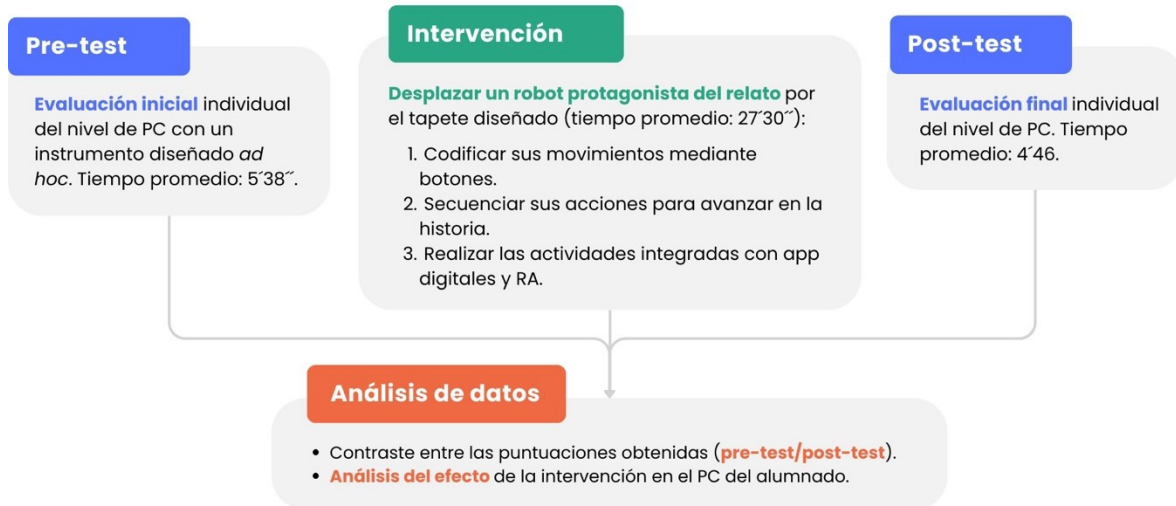 Pre-test
Evaluación inicial individual
del nivel de PC con un
instrumento diseñado ad
hoc. Tiempo promedio: 5´38´´.
Intervención
Desplazar un robot protagonista del relato por
el tapete diseñado (tiempo promedio: 27´30´´):
1. Codificar sus movimientos mediante
botones.
2. Secuenciar sus acciones para avanzar en la
historia.
3. Realizar las actividades integradas con app
digitales y RA.
Post-test
Evaluación final individual
del nivel de PC. Tiempo
promedio: 4´46.
Análisis de datos
• Contraste entre las puntuaciones obtenidas (pre-test/post-test).
• Análisis del efecto de la intervención en el PC del alumnado.